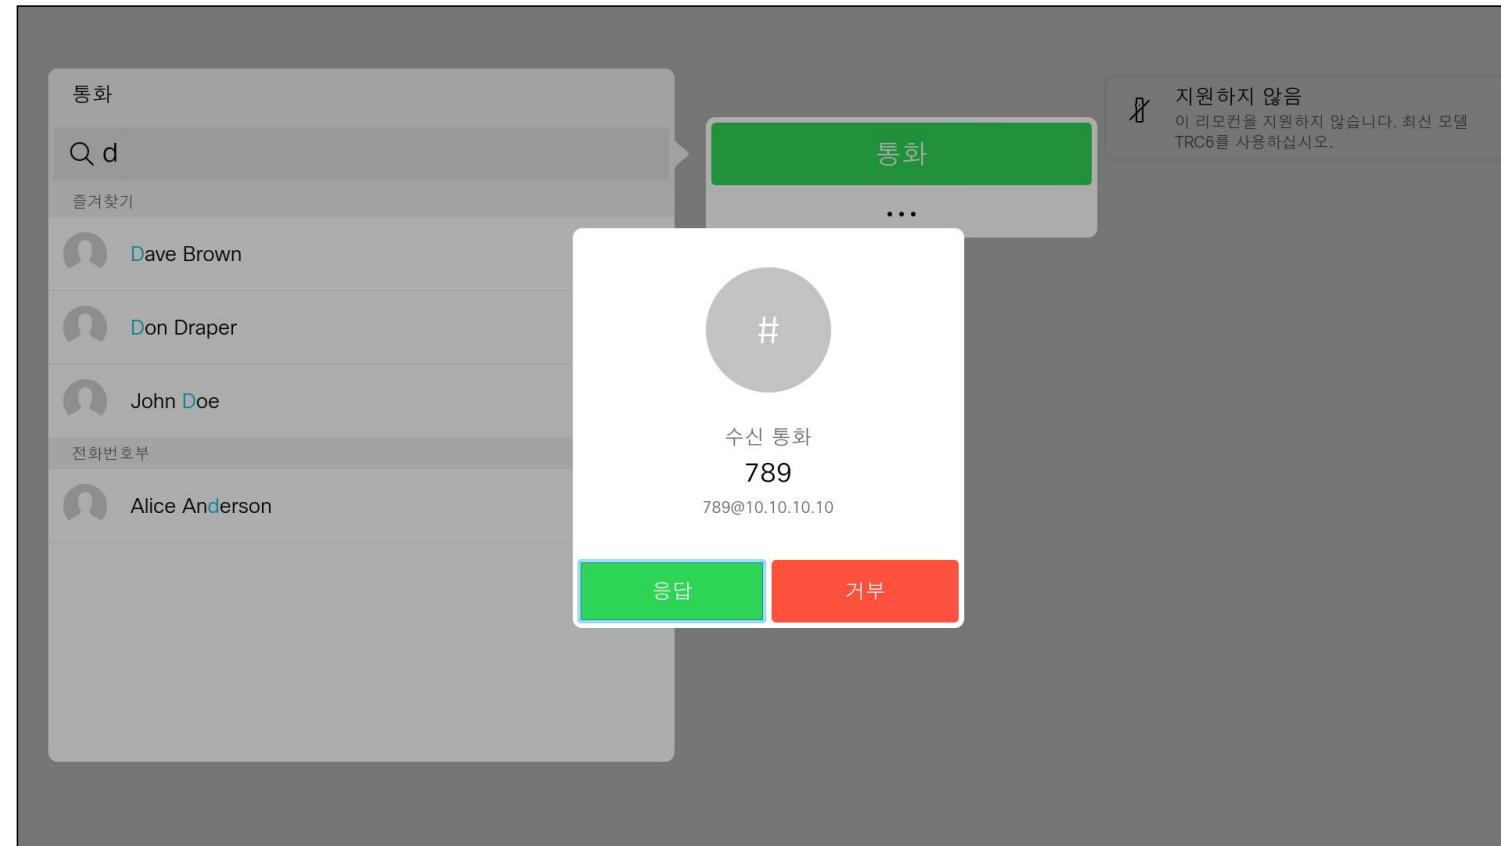 통화
d
즐겨찾기
Dave Brown
Don Draper
John Doe
전화번호부
Alice Anderson
통화
...
지원하지 않음
이 리모컨을 지원하지 않습니다. 최신 모델
TRC6를 사용하십시오.
#
수신 통화
789
789@10.10.10.10
응답
거부